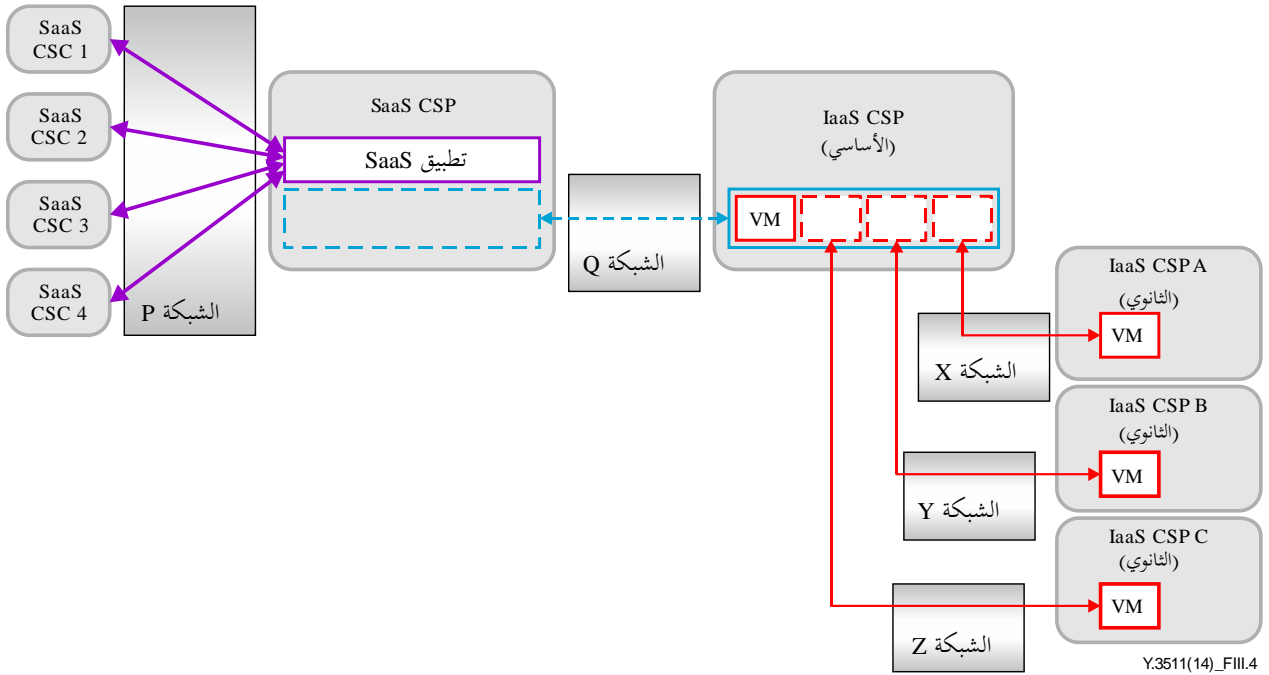 SaaS
CSC 1
SaaS
CSC 2
SaaS
CSC 3
SaaS
CSC 4
الشبكة P
SaaS CSP
تطبيق SaaS
الشبكة Q
IaaS CSP
(الأساسي)
VM
IaaS CSP A
(الثانوي)
VM
الشبكة X
IaaS CSP B
(الثانوي)
VM
الشبكة Y
IaaS CSP C
(الثانوي)
VM
الشبكة Z
Y.3511(14)_FIII.4